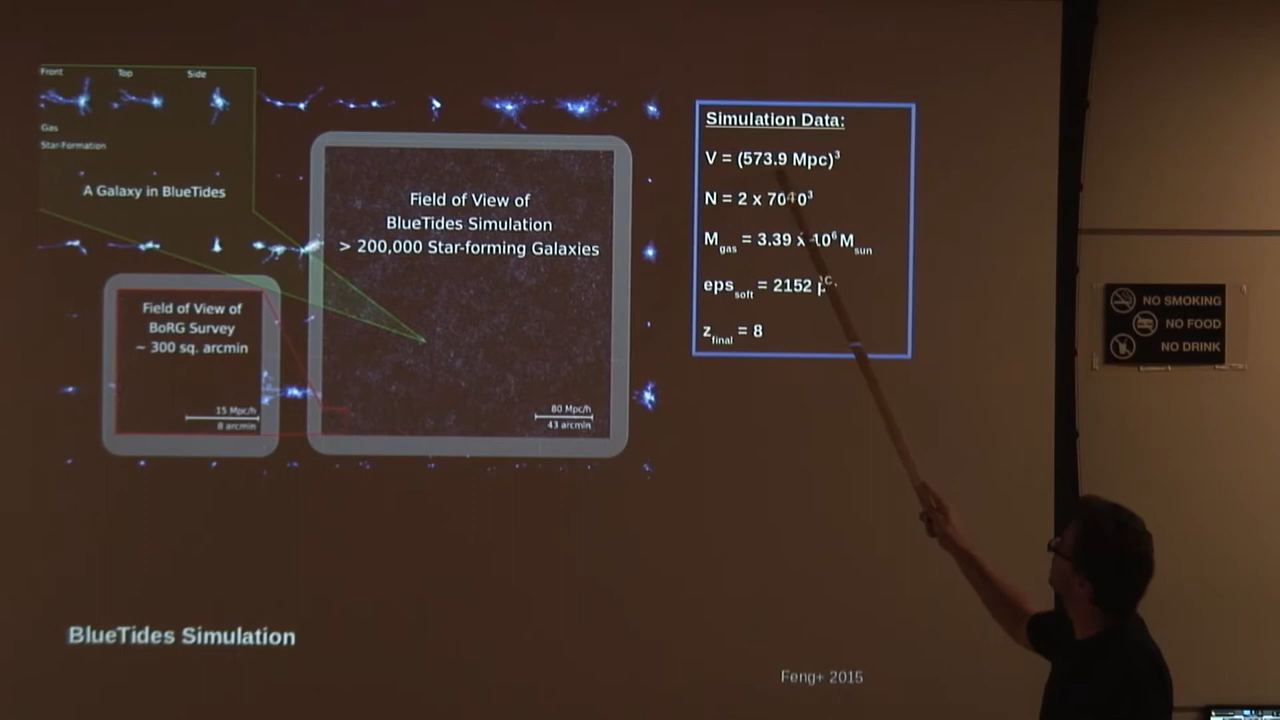 Front
Top
Side
Gas
Star-Formation
A Galaxy in BlueTides
Field of View of
BlueTides Simulation
> 200,000 Star-forming Galaxies
80 Mpc/h
43 arcmin
Field of View of
BoRG Survey
~ 300 sq. arcmin
15 Mpc/h
8 arcmin
Simulation Data:
V = (573.9 Mpc)³
N = 2 x 7040³
M_gas = 3.39 x 10⁶ M_sun
eps_soft = 2152
z_final = 8
NO SMOKING
NO FOOD
NO DRINK
BlueTides Simulation
Feng+ 2015